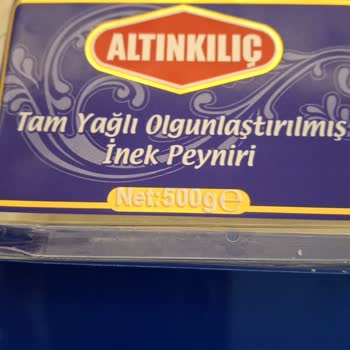 ALTINKILIÇ
Tam Yağlı Olgunlaştırılmış
İnek Peyniri
Net:500g℮